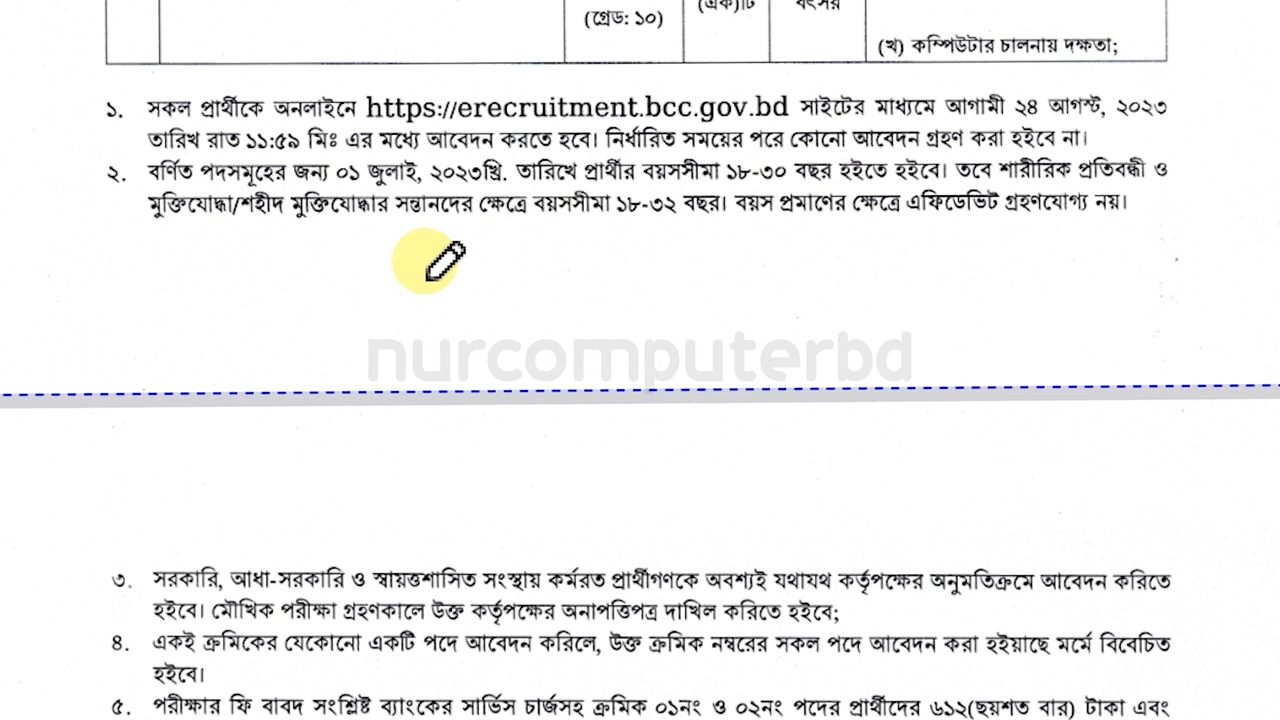 (গ্রেড: ১০)
(খ) কম্পিউটার চালনায় দক্ষতা;
১. সকল প্রার্থীকে অনলাইনে https://erecruitment.bcc.gov.bd সাইটের মাধ্যমে আগামী ২৪ আগস্ট, ২০২৩
তারিখ রাত ১১:৫৯ মিঃ এর মধ্যে আবেদন করতে হবে। নির্ধারিত সময়ের পরে কোনো আবেদন গ্রহণ করা হইবে না।
২. বর্ণিত পদসমূহের জন্য ০১ জুলাই, ২০২৩খ্রি. তারিখে প্রার্থীর বয়সসীমা ১৮-৩০ বছর হইতে হইবে। তবে শারীরিক প্রতিবন্ধী ও
মুক্তিযোদ্ধা/শহীদ মুক্তিযোদ্ধার সন্তানদের ক্ষেত্রে বয়সসীমা ১৮-৩২ বছর। বয়স প্রমাণের ক্ষেত্রে এফিডেভিট গ্রহণযোগ্য নয়।
nurcomputerbd
৩. সরকারি, আধা-সরকারি ও স্বায়ত্তশাসিত সংস্থায় কর্মরত প্রার্থীগণকে অবশ্যই যথাযথ কর্তৃপক্ষের অনুমতিক্রমে আবেদন করিতে
হইবে। মৌখিক পরীক্ষা গ্রহণকালে উক্ত কর্তৃপক্ষের অনাপত্তিপত্র দাখিল করিতে হইবে;
৪. একই ক্রমিকের যেকোনো একটি পদে আবেদন করিলে, উক্ত ক্রমিক নম্বরের সকল পদে আবেদন করা হইয়াছে মর্মে বিবেচিত
হইবে।
৫. পরীক্ষার ফি বাবদ সংশ্লিষ্ট ব্যাংকের সার্ভিস চার্জসহ ক্রমিক ০১নং ও ০২নং পদের প্রার্থীদের ৬১২(ছয়শত বার) টাকা এবং